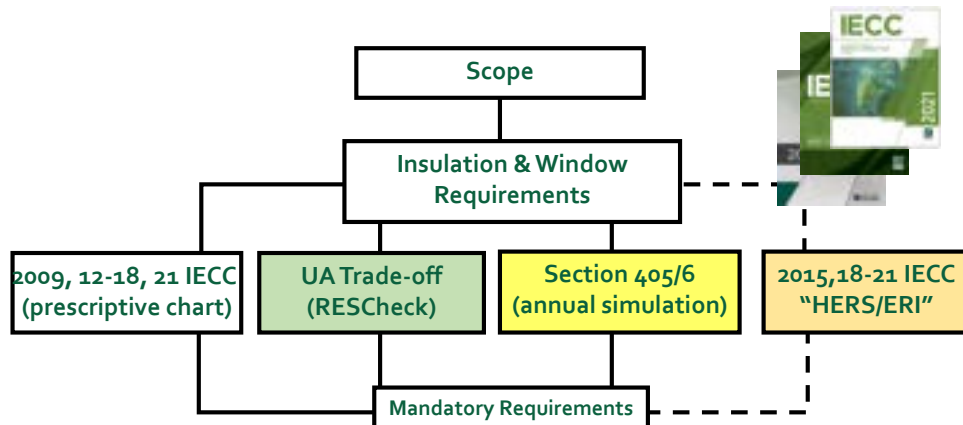 IECC
IE
2021
Scope
Insulation & Window
Requirements
2009, 12-18, 21 IECC
(prescriptive chart)
UA Trade-off
(RESCheck)
Section 405/6
(annual simulation)
2015,18-21 IECC
“HERS/ERI”
Mandatory Requirements